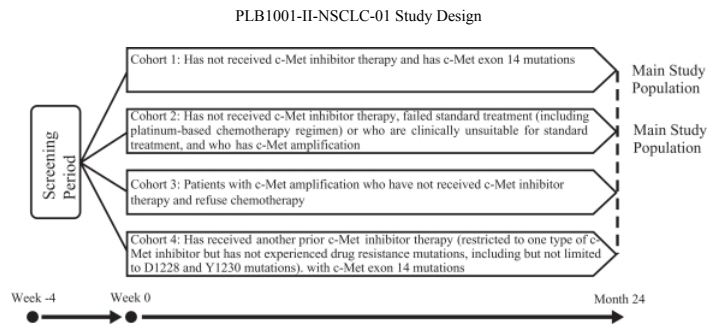 PLB1001-II-NSCLC-01 Study Design
Cohort 1: Has not received c-Met inhibitor therapy and has c-Met exon 14 mutations
Main Study
Population
Cohort 2: Has not received c-Met inhibitor therapy, failed standard treatment (including
platinum-based chemotherapy regimen) or who are clinically unsuitable for standard
treatment, and who has c-Met amplification
Main Study
Population
Screening
Period
Cohort 3: Patients with c-Met amplification who have not received c-Met inhibitor
therapy and refuse chemotherapy
Cohort 4: Has received another prior c-Met inhibitor therapy (restricted to one type of c-
Met inhibitor but has not experienced drug resistance mutations, including but not limited
to D1228 and Y1230 mutations). with c-Met exon 14 mutations
Week -4
Week 0
Month 24